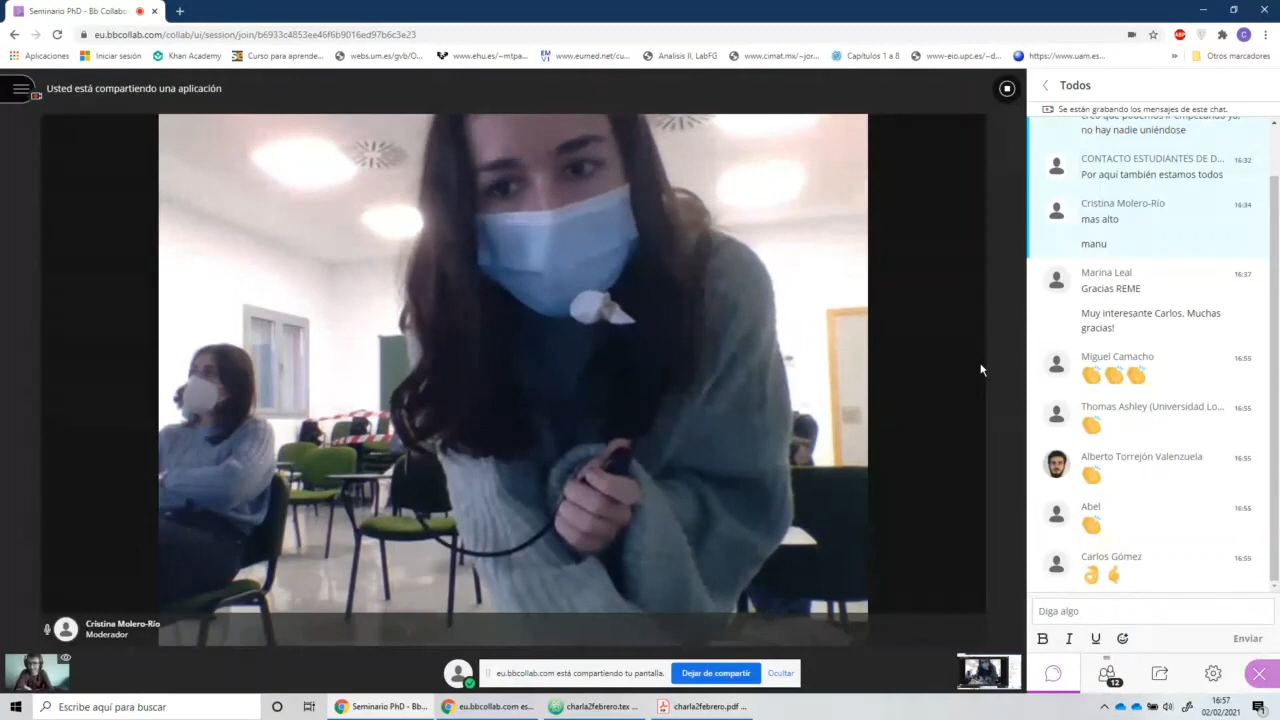 Seminario PhD - Bb Collabo
eu.bbcollab.com/collab/ui/session/join/b6933c4853ee46f6b9016ed97b6c3e23
Aplicaciones
Iniciar sesión
Khan Academy
Curso para aprende...
webs.um.es/gvb/O...
www.ehu.es/~mtpa...
www.eumed.net/cu...
Analisis II, LabFG
www.cimat.mx/~jor...
Capítulos 1 a 8
www-eio.upc.es/~d...
https://www.uam.es...
»
Otros marcadores
Usted está compartiendo una aplicación
Todos
Se están grabando los mensajes de este chat.
no hay nadie uniéndose
CONTACTO ESTUDIANTES DE D... 16:32
Por aquí también estamos todos
Cristina Molero-Río 16:34
mas alto
manu
Marina Leal 16:37
Gracias REME
Muy interesante Carlos. Muchas
gracias!
Miguel Camacho 16:55
Thomas Ashley (Universidad Lo... 16:55
Alberto Torrejón Valenzuela 16:55
Abel 16:55
Carlos Gómez 16:55
Diga algo
B I U Enviar
12
Cristina Molero-Río
Moderador
eu.bbcollab.com está compartiendo tu pantalla.
Dejar de compartir
Ocultar
Escribe aquí para buscar
Seminario PhD - Bb...
eu.bbcollab.com es...
charla2febrero.tex ...
charla2febrero.pdf ...
16:57
02/02/2021